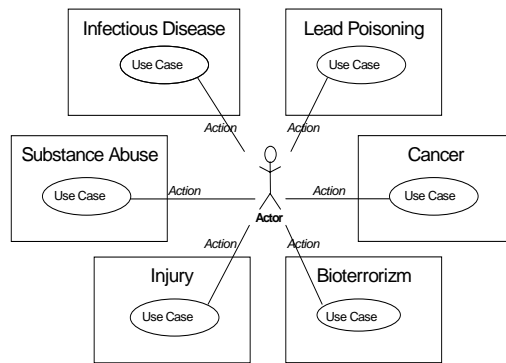 Infectious Disease
Use Case
Lead Poisoning
Use Case
Action
Action
Substance Abuse
Use Case
Action
Actor
Action
Cancer
Use Case
Action
Action
Injury
Use Case
Bioterrorizm
Use Case